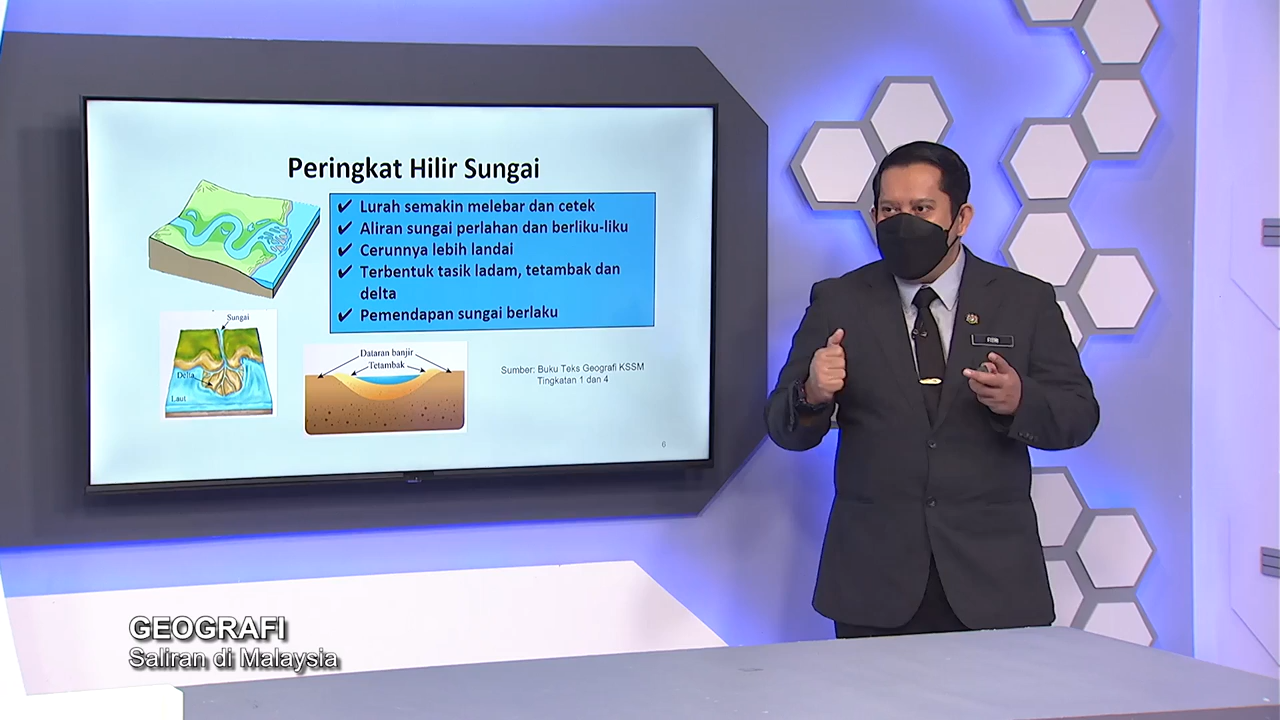 Peringkat Hilir Sungai
✔ Lurah semakin melebar dan cetek
✔ Aliran sungai perlahan dan berliku-liku
✔ Cerunnya lebih landai
✔ Terbentuk tasik ladam, tetambak dan
delta
✔ Pemendapan sungai berlaku
Sungai
Delta
Laut
Dataran banjir
Tetambak
Sumber: Buku Teks Geografi KSSM
Tingkatan 1 dan 4
6
GEOGRAFI
Saliran di Malaysia